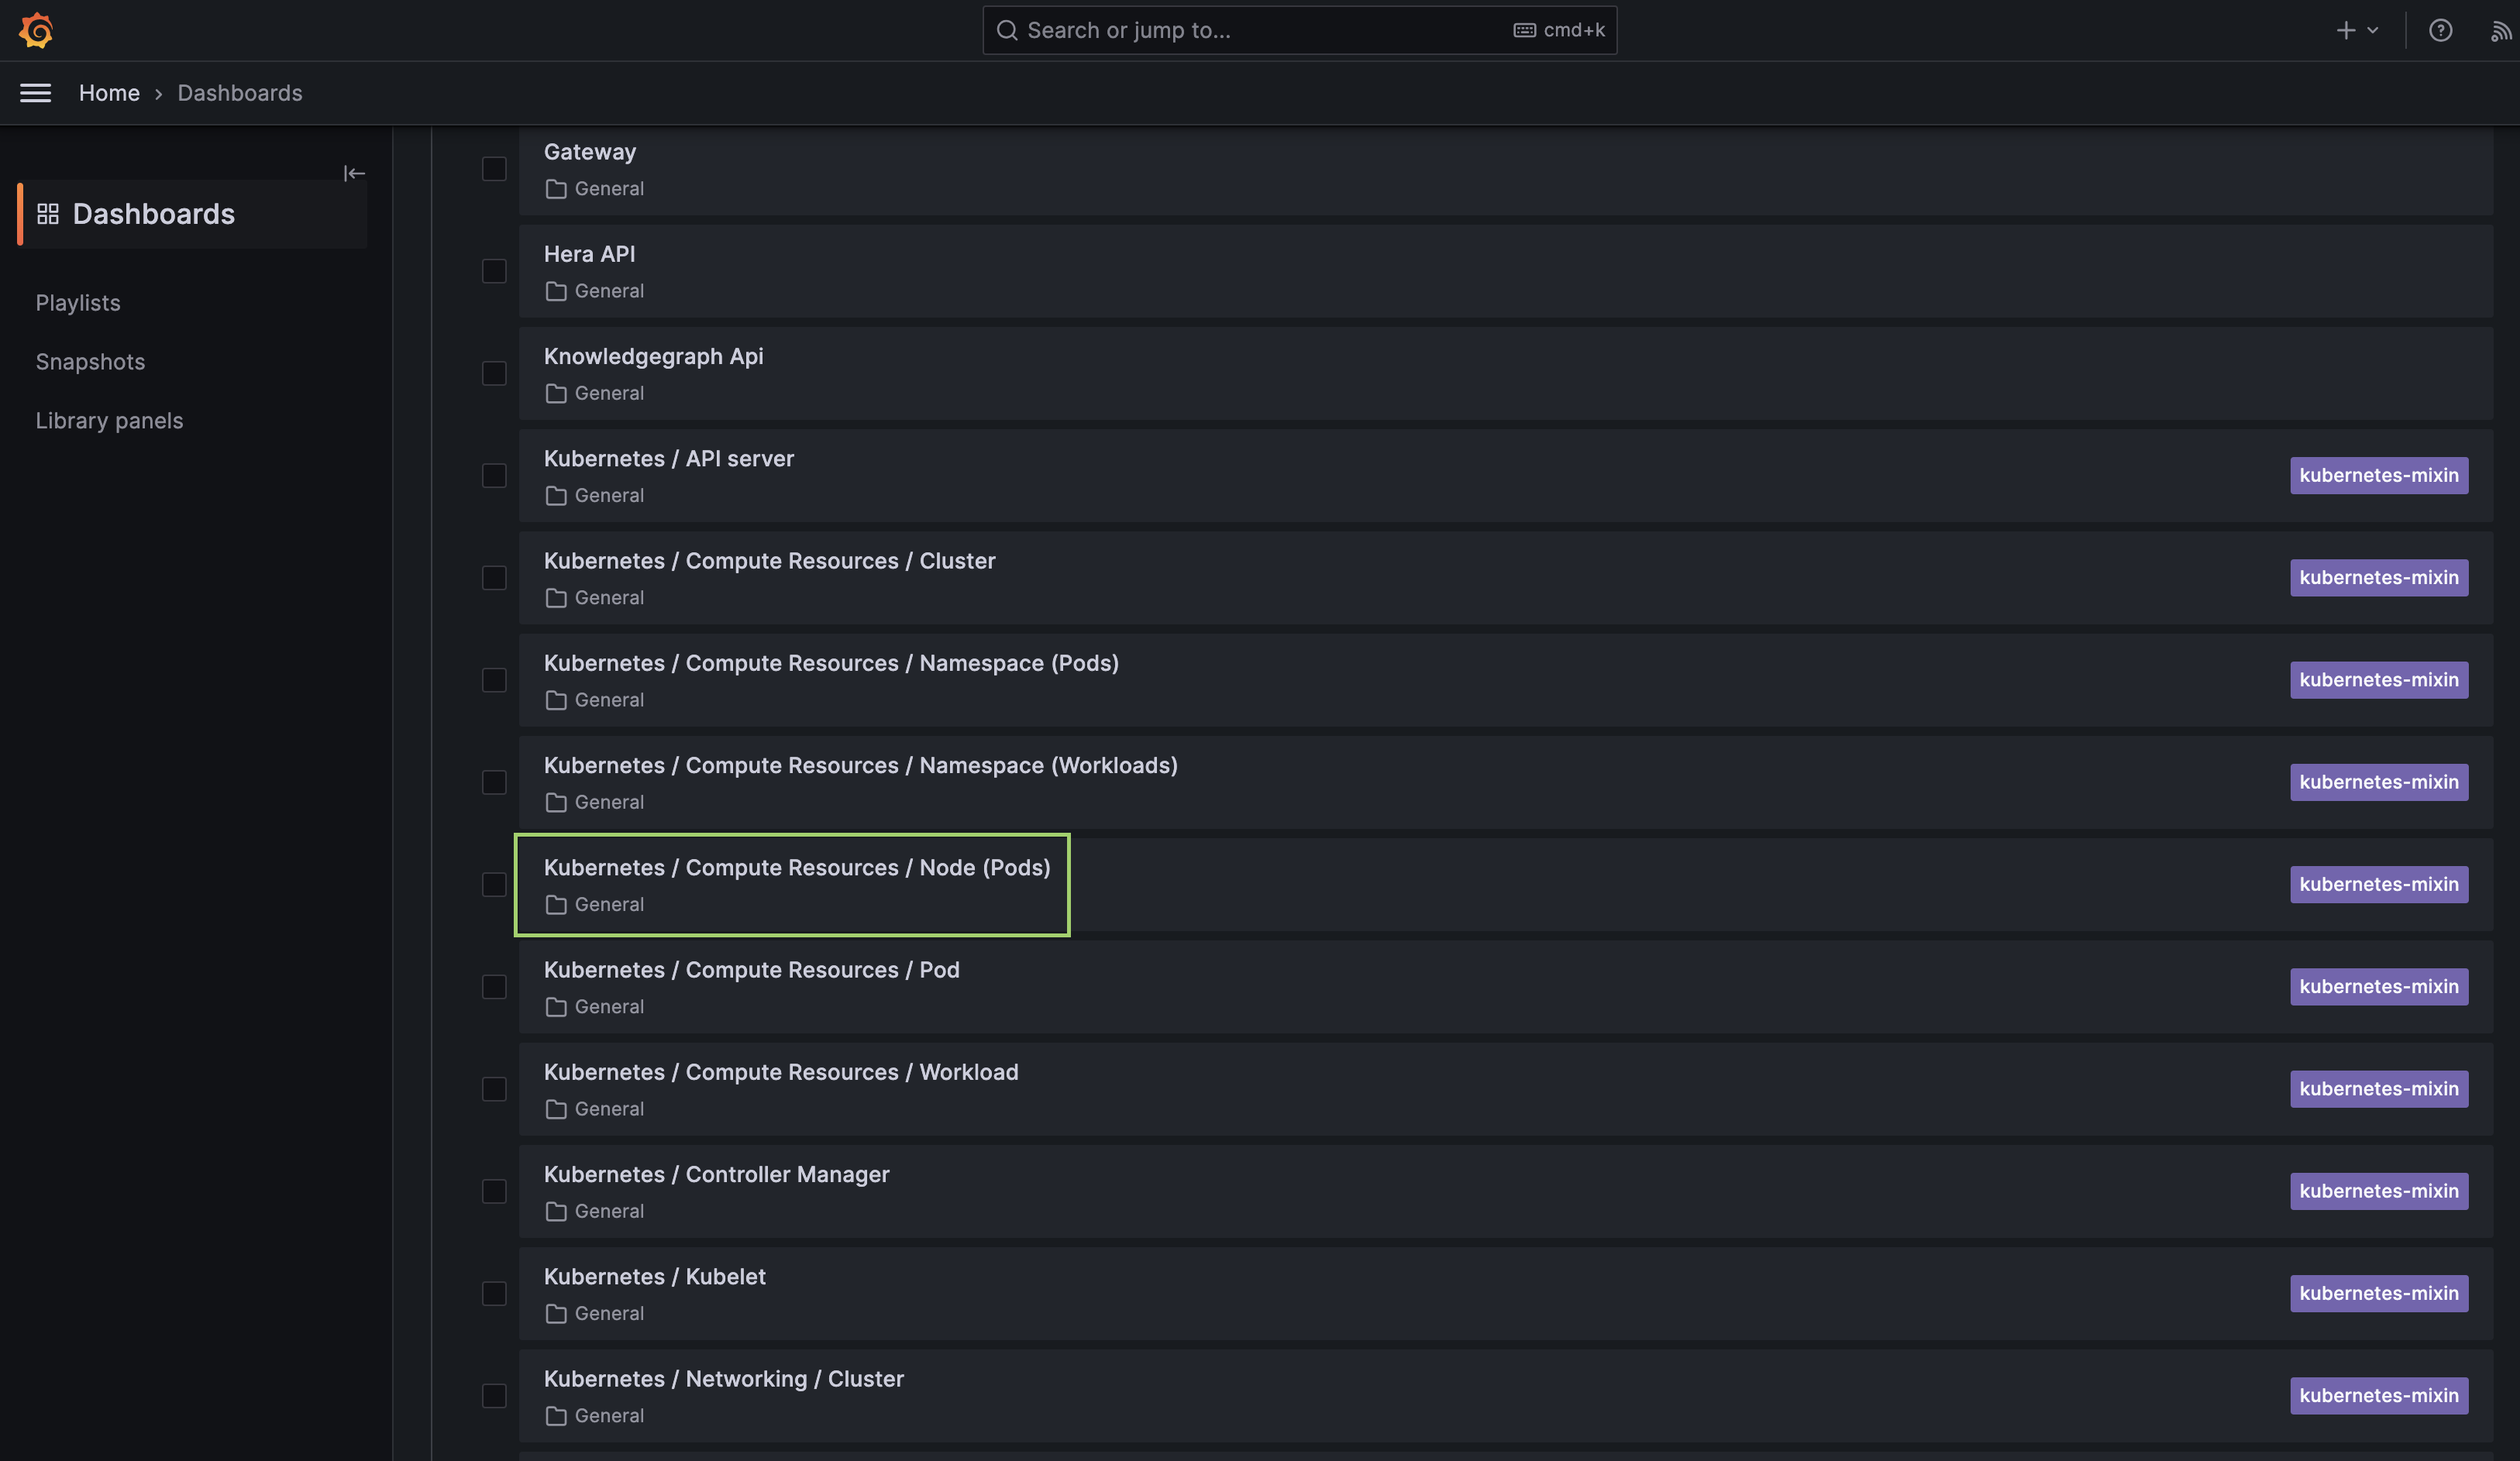 Search or jump to...
cmd+k
Home › Dashboards
Dashboards
Playlists
Snapshots
Library panels
Gateway
General
Hera API
General
Knowledgegraph Api
General
Kubernetes / API server
General
kubernetes-mixin
Kubernetes / Compute Resources / Cluster
General
kubernetes-mixin
Kubernetes / Compute Resources / Namespace (Pods)
General
kubernetes-mixin
Kubernetes / Compute Resources / Namespace (Workloads)
General
kubernetes-mixin
Kubernetes / Compute Resources / Node (Pods)
General
kubernetes-mixin
Kubernetes / Compute Resources / Pod
General
kubernetes-mixin
Kubernetes / Compute Resources / Workload
General
kubernetes-mixin
Kubernetes / Controller Manager
General
kubernetes-mixin
Kubernetes / Kubelet
General
kubernetes-mixin
Kubernetes / Networking / Cluster
General
kubernetes-mixin